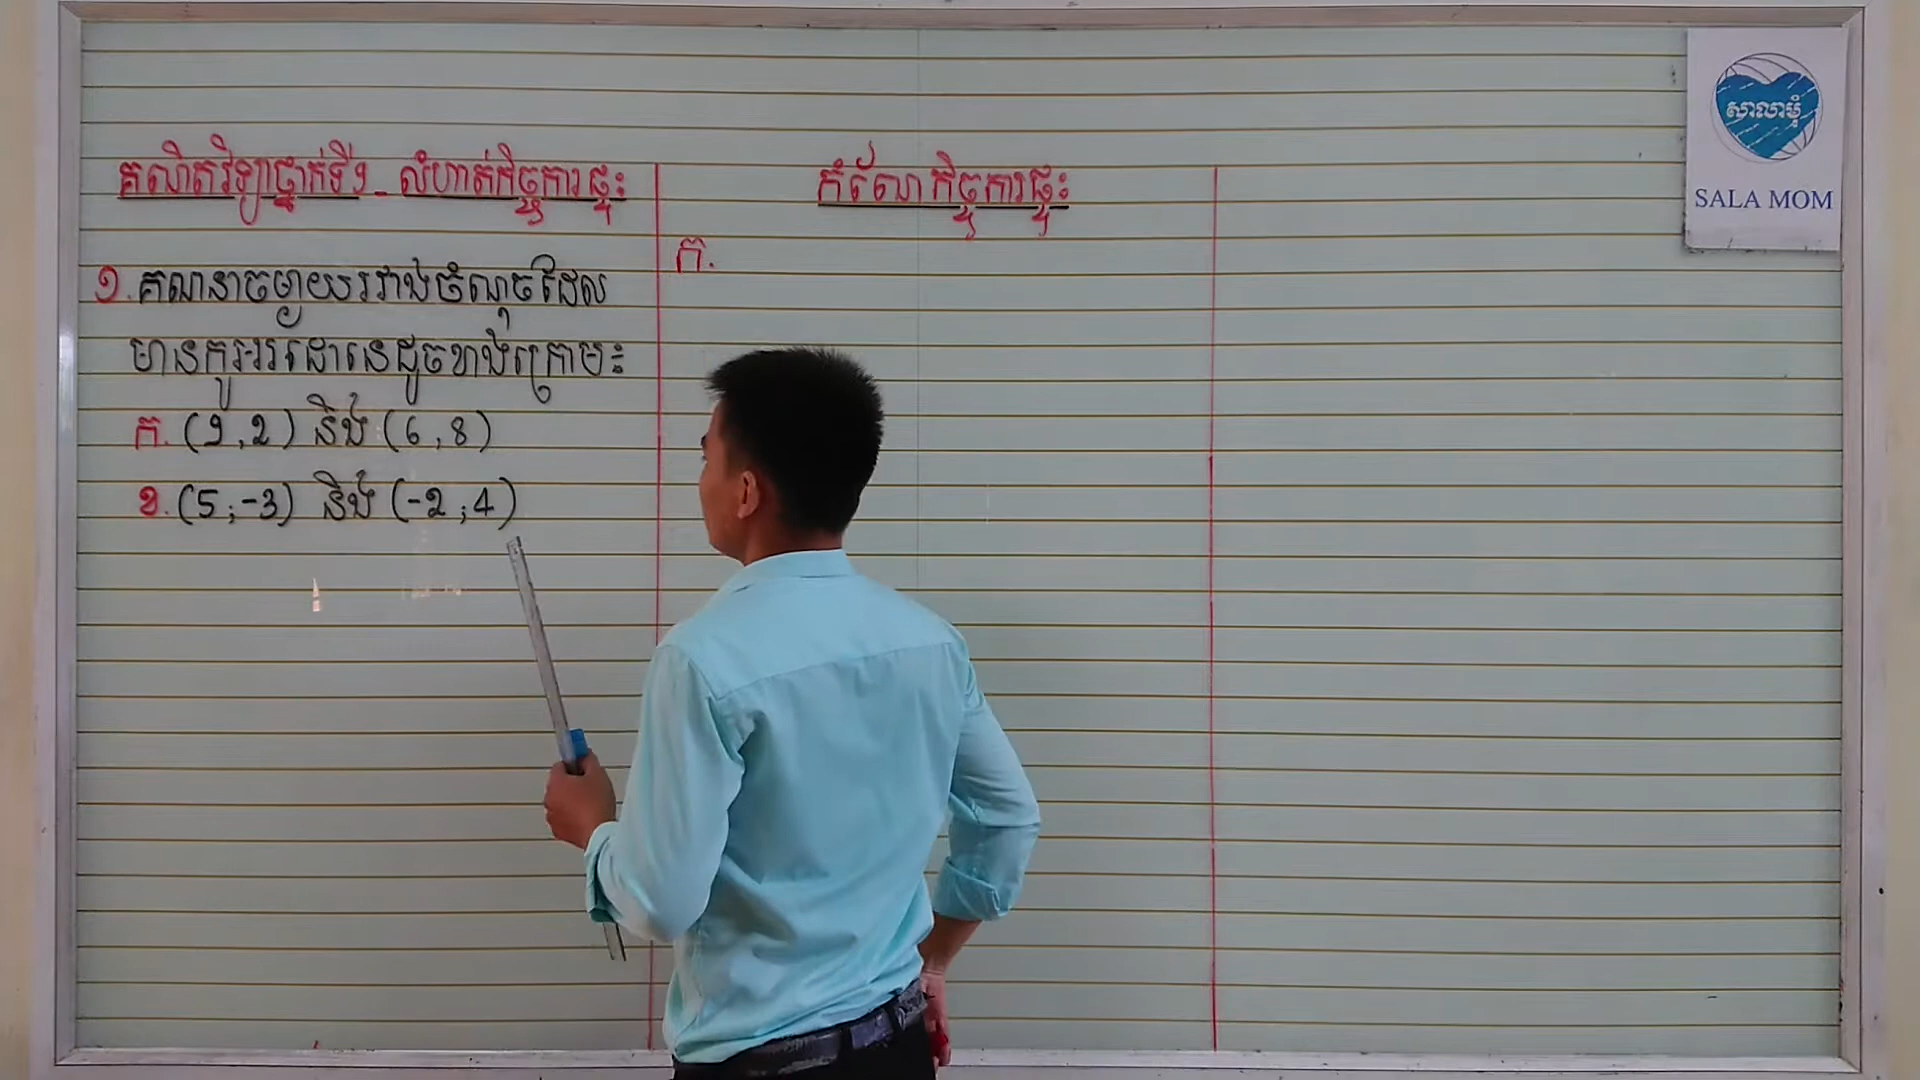 គណិតវិទ្យាថ្នាក់ទី១ - លំហាត់កិច្ចការផ្ទះ
១. គណនាចម្ងាយរវាងចំណុចដែល
មានកូអរដោនេដូចខាងក្រោម៖
ក. (១,2) និង (6,8)
ខ. (5;-3) និង (-2;4)
កំណែកិច្ចការផ្ទះ
ក.
សាលាមុំ
SALA MOM